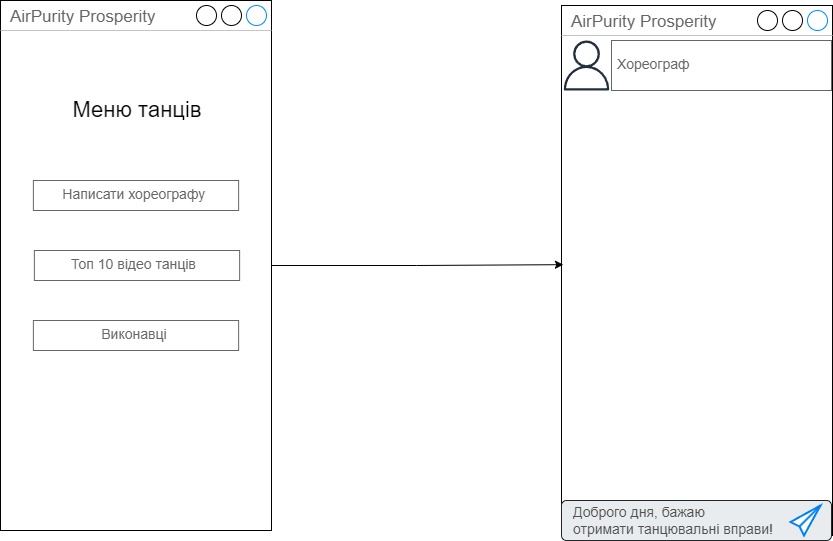 AirPurity Prosperity
Меню танців
Написати хореографу
Топ 10 відео танців
Виконавці
AirPurity Prosperity
Хореограф
Доброго дня, бажаю
отримати танцювальні вправи!